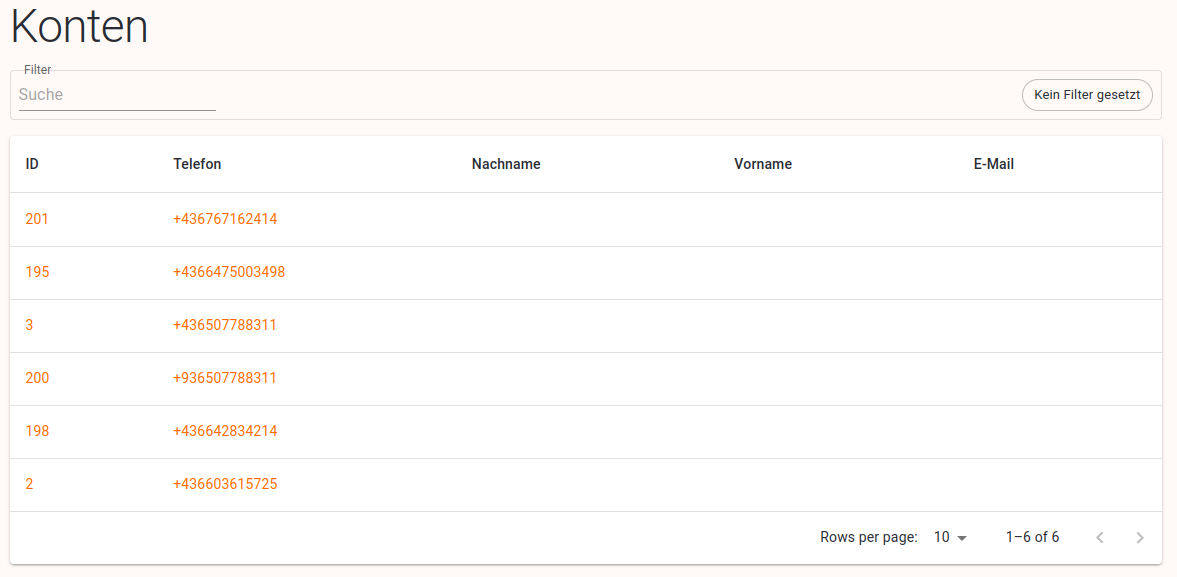 Konten
Filter
Suche
Kein Filter gesetzt
ID Telefon Nachname Vorname E-Mail
201 +436767162414
195 +4366475003498
3 +436507788311
200 +936507788311
198 +436642834214
2 +436603615725
Rows per page: 10 1–6 of 6